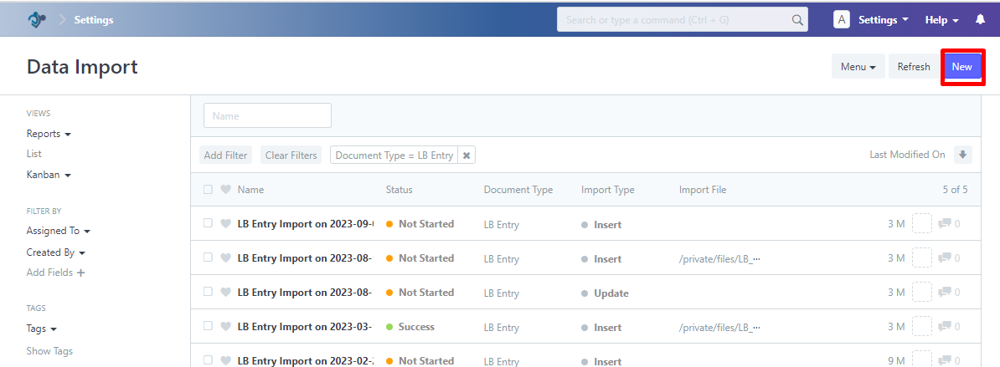 Settings
Search or type a command (Ctrl + G)
A Settings Help
Data Import
Menu Refresh New
VIEWS
Reports
List
Kanban
FILTER BY
Assigned To
Created By
Add Fields +
TAGS
Tags
Show Tags
Name
Add Filter Clear Filters Document Type = LB Entry × Last Modified On
Name Status Document Type Import Type Import File 5 of 5
LB Entry Import on 2023-09- Not Started LB Entry Insert 3 M 0
LB Entry Import on 2023-08- Not Started LB Entry Insert /private/files/LB_··· 3 M 0
LB Entry Import on 2023-08- Not Started LB Entry Update 3 M 0
LB Entry Import on 2023-03- Success LB Entry Insert /private/files/LB_··· 3 M 0
LB Entry Import on 2023-02- Not Started LB Entry Insert 9 M 0